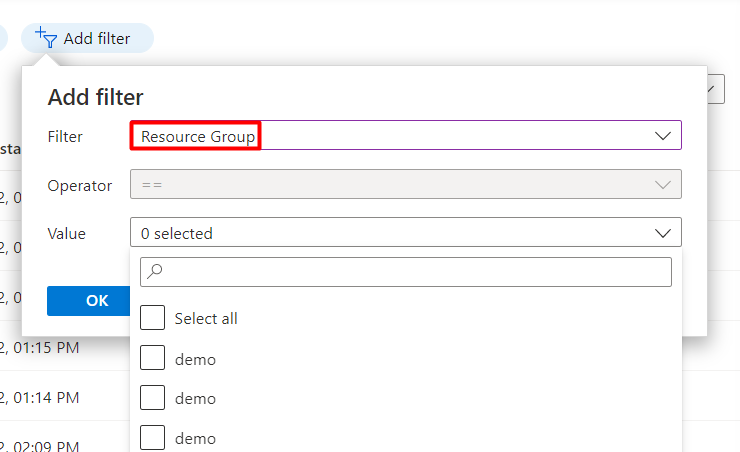 Add filter
Add filter
Filter
Resource Group
sta
Operator
==
2, 0
Value
0 selected
2, 0
2, 0
OK
Select all
2, 01:15 PM
demo
2, 01:14 PM
demo
2, 02:09 PM
demo